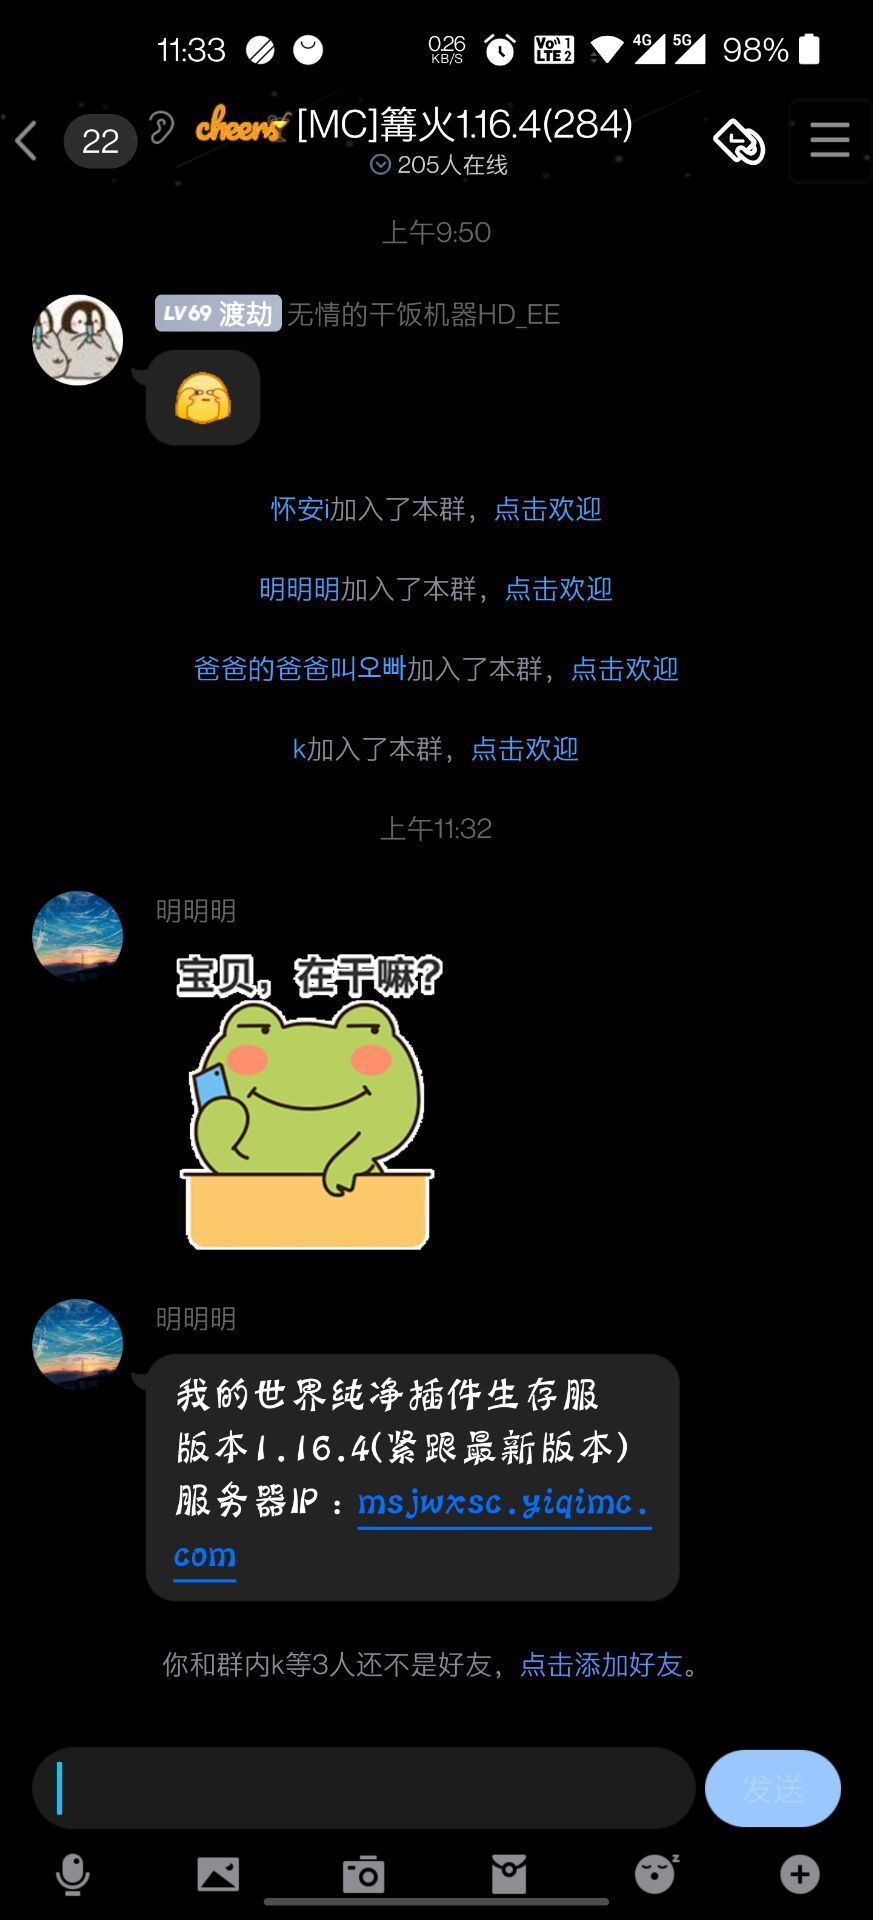 11:33 0.26 KB/S Vo)) 1 LTE 2 4G 5G 98%
22 cheers [MC]篝火1.16.4(284)
205人在线
上午9:50
LV69 渡劫 无情的干饭机器HD_EE
怀安i加入了本群，点击欢迎
明明明加入了本群，点击欢迎
爸爸的爸爸叫오빠加入了本群，点击欢迎
k加入了本群，点击欢迎
上午11:32
明明明
宝贝，在干嘛?
明明明
我的世界纯净插件生存服
版本1.16.4(紧跟最新版本)
服务器IP：msjwxsc.yiqimc.
com
你和群内k等3人还不是好友，点击添加好友。
发送
z